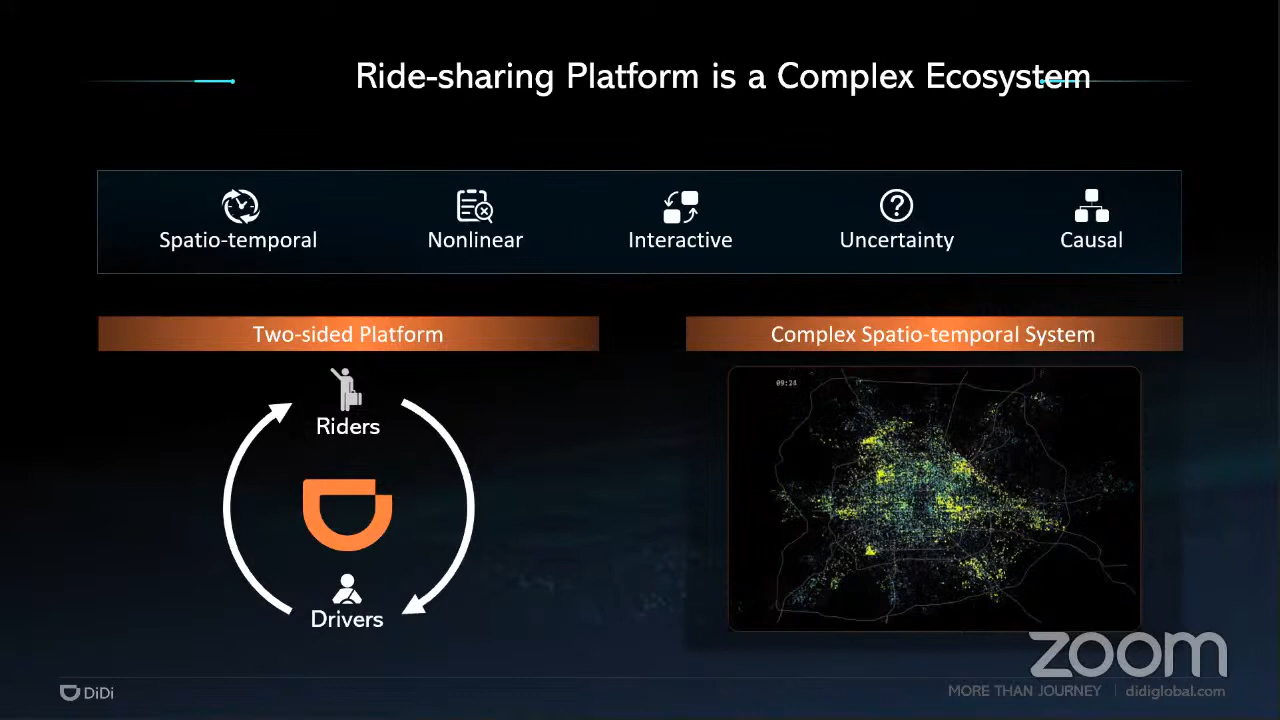 Ride-sharing Platform is a Complex Ecosystem
Spatio-temporal
Nonlinear
Interactive
Uncertainty
Causal
Two-sided Platform
Complex Spatio-temporal System
09:24
Riders
Drivers
zoom
DiDi
MORE THAN JOURNEY | didiglobal.com